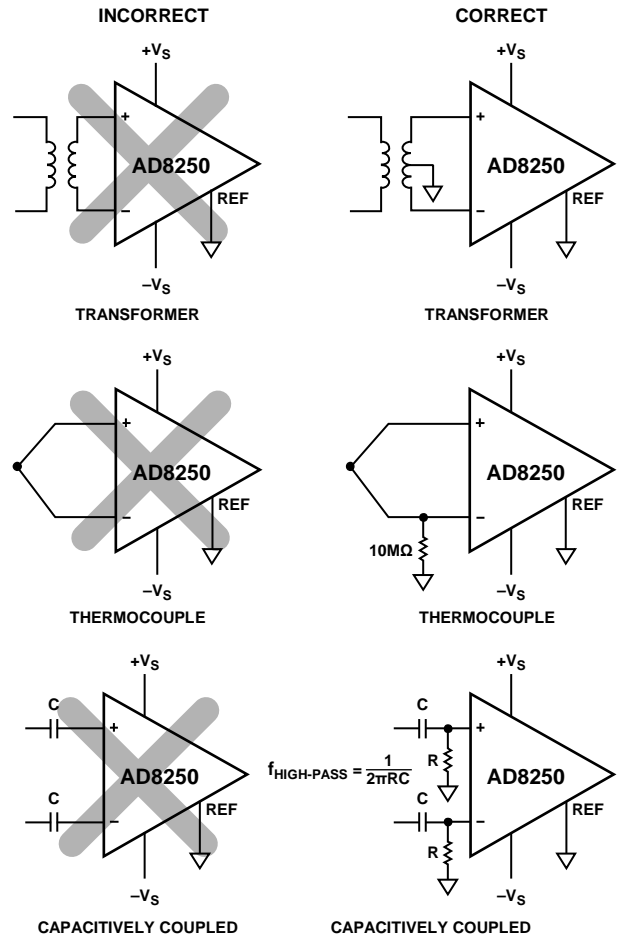 INCORRECT
CORRECT
+VS
+
AD8250
REF
−
−VS
TRANSFORMER
+VS
+
AD8250
REF
−
−VS
TRANSFORMER
+VS
+
AD8250
REF
−
−VS
THERMOCOUPLE
+VS
+
AD8250
REF
−
10MΩ
−VS
THERMOCOUPLE
+VS
C
+
AD8250
C
REF
−
−VS
CAPACITIVELY COUPLED
+VS
C
+
fHIGH-PASS = 1/2πRC
R
AD8250
C
REF
−
R
−VS
CAPACITIVELY COUPLED